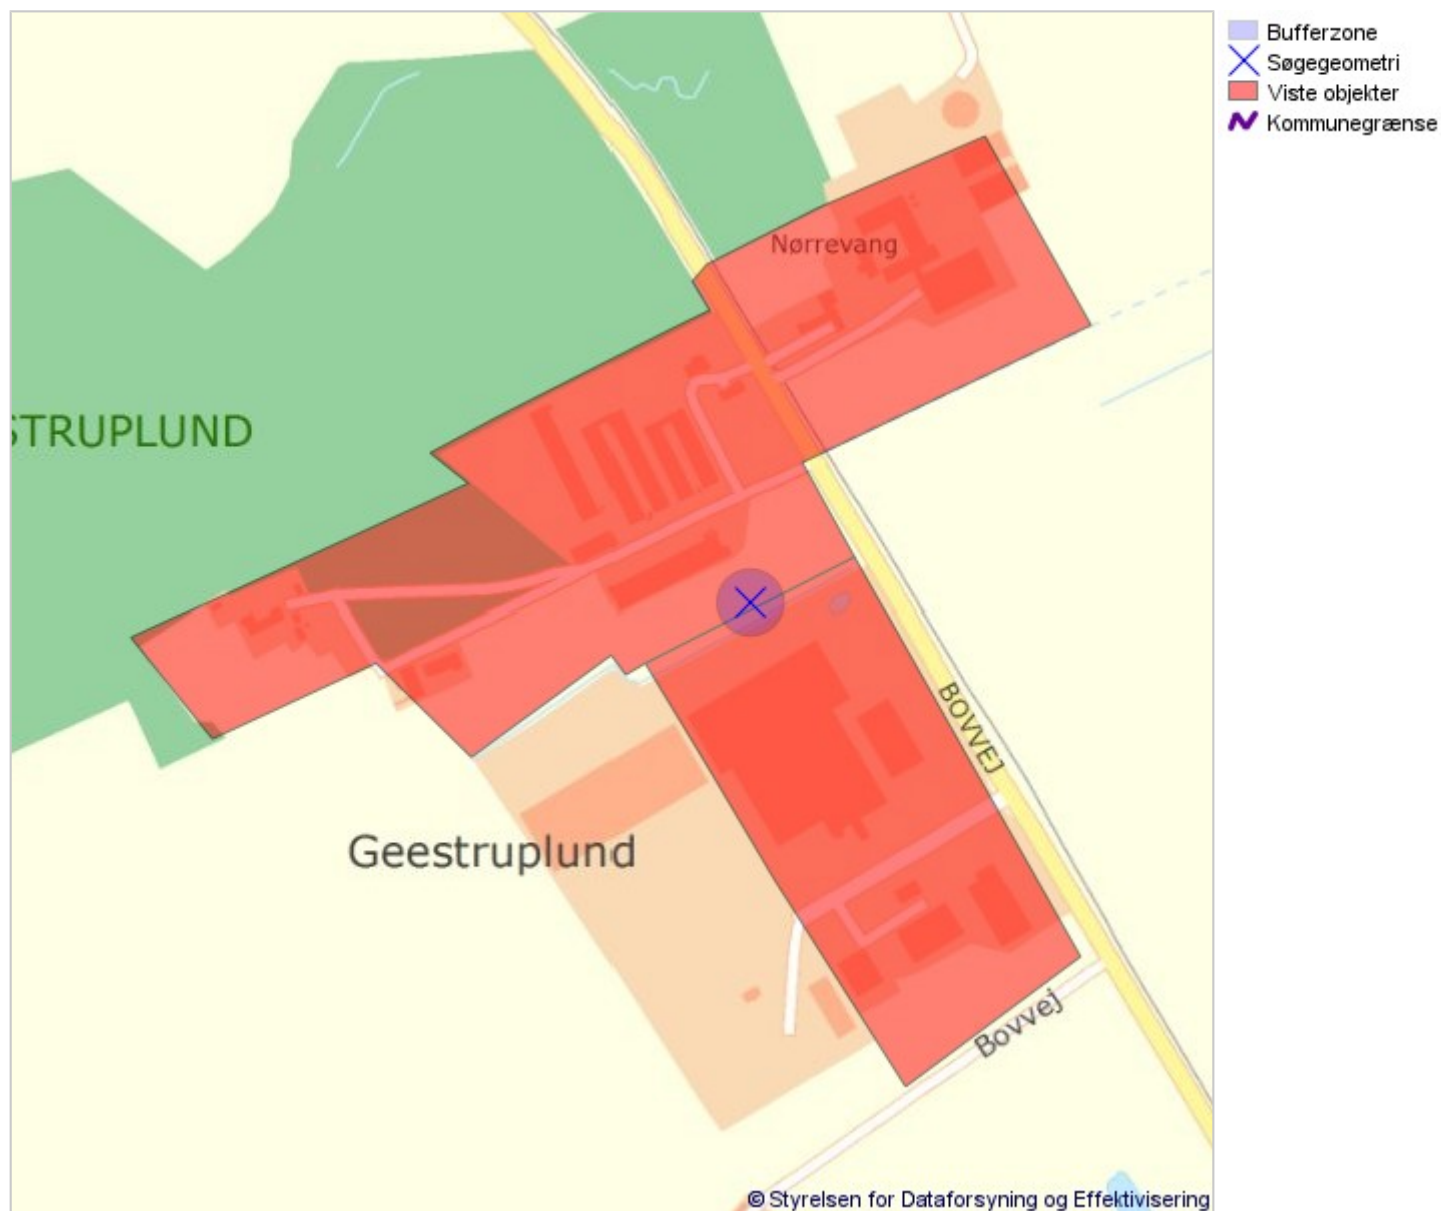 Bufferzone
Søgegeometri
Viste objekter
Kommunegrænse
Nørrevang
STRUPLUND
BOVVEJ
Geestruplund
Bovvej
© Styrelsen for Dataforsyning og Effektivisering